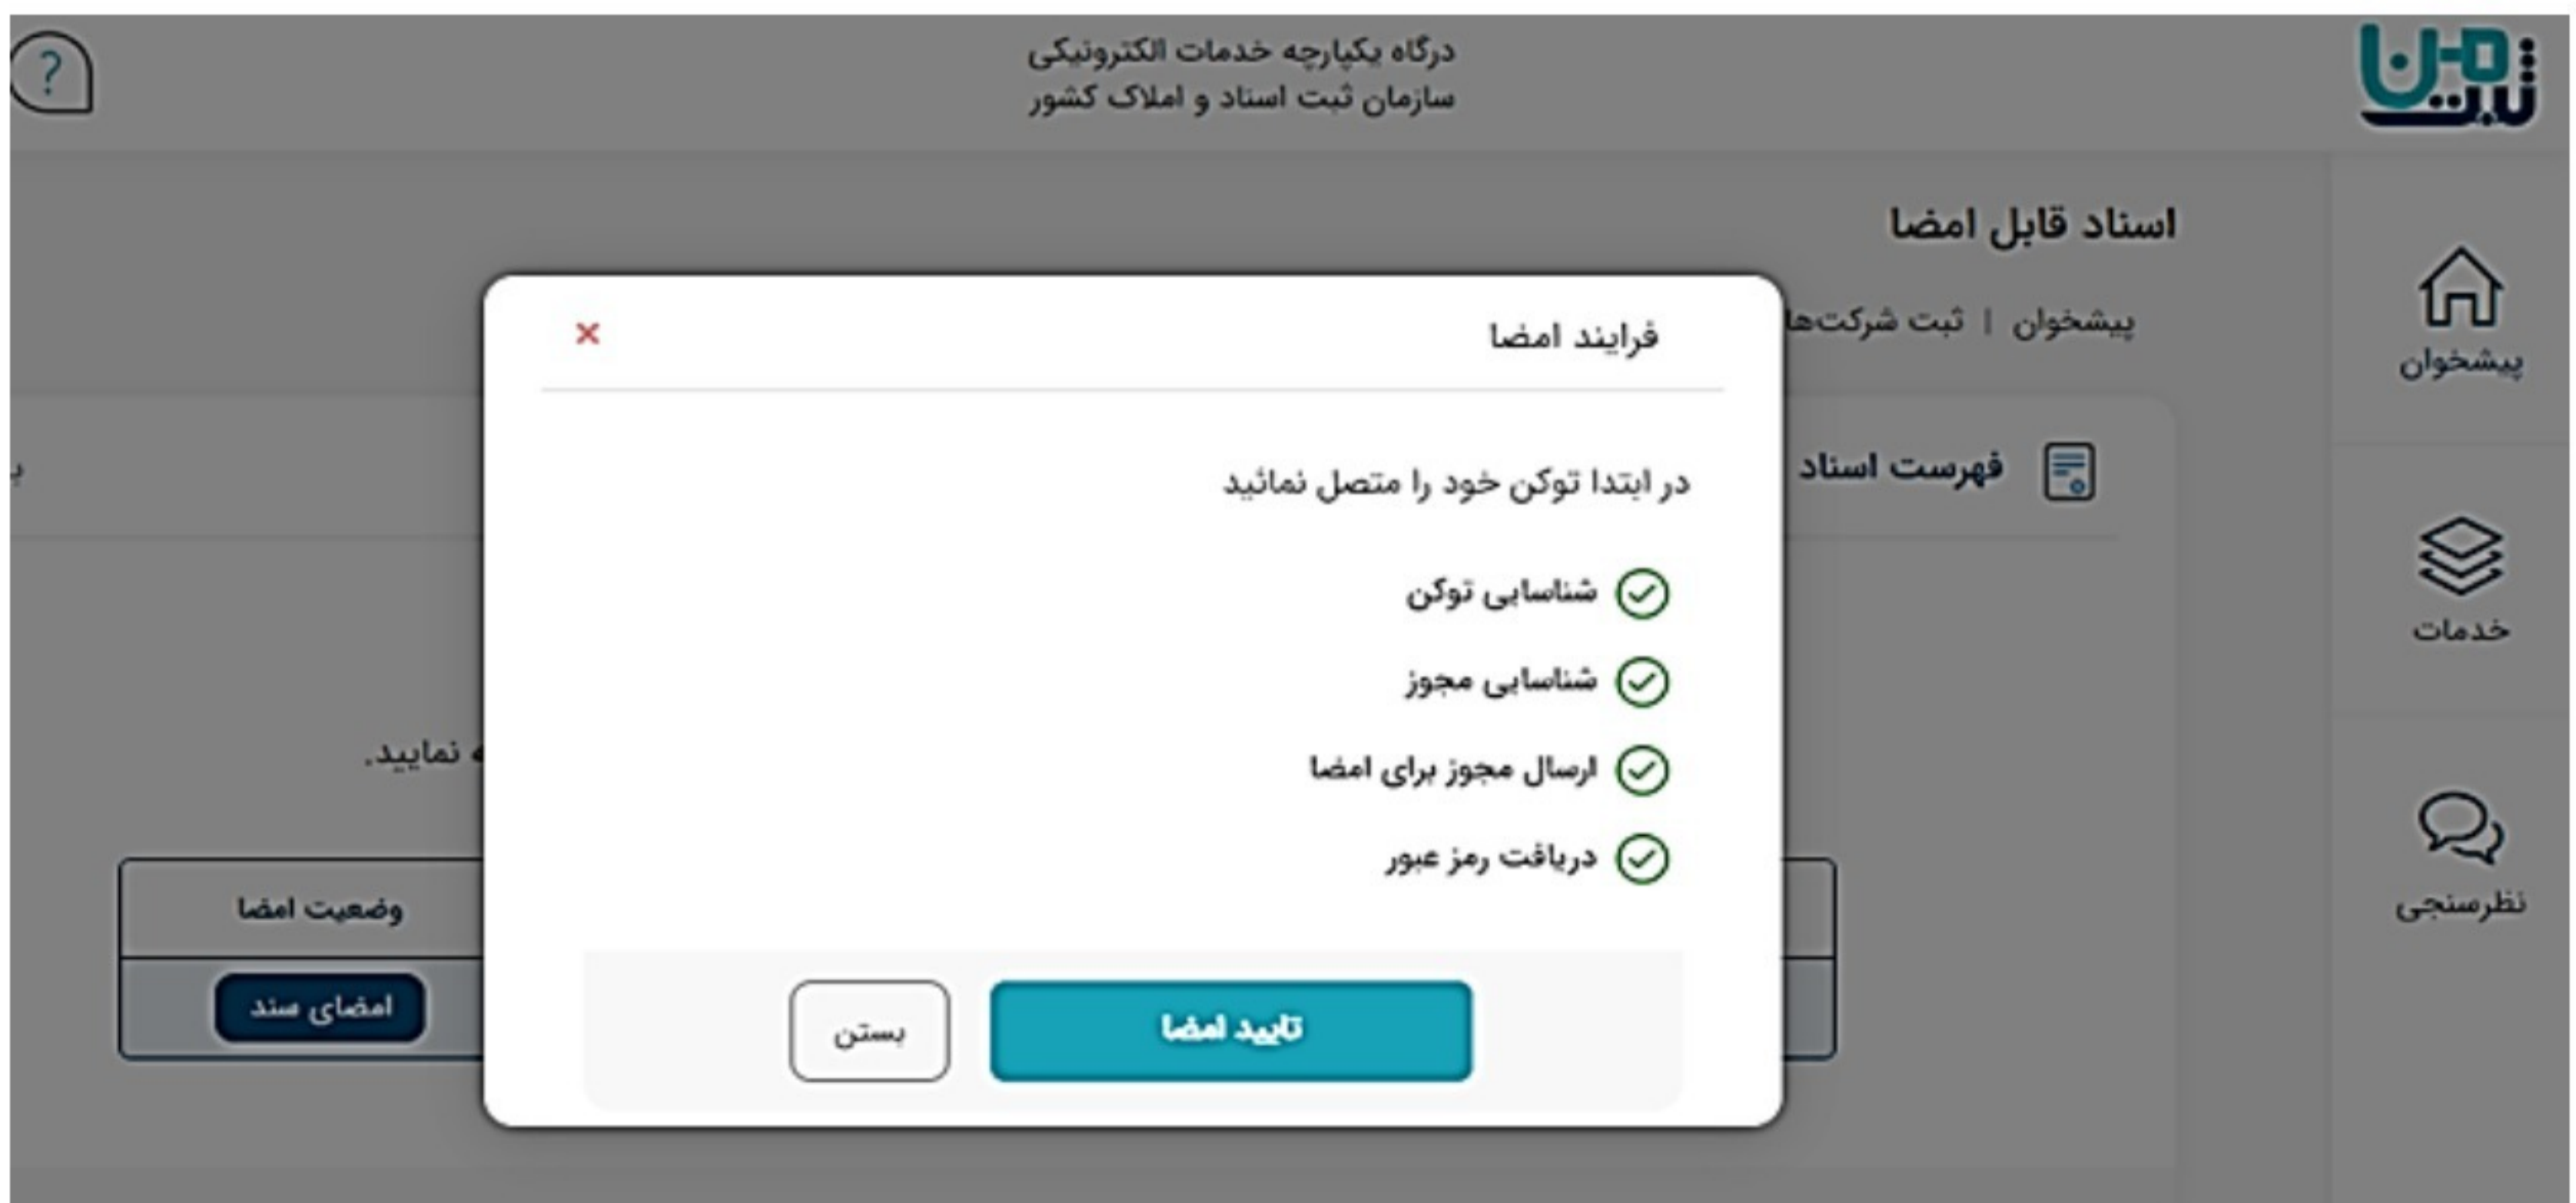 ثبت من
درگاه یکپارچه خدمات الکترونیکی
سازمان ثبت اسناد و املاک کشور
?
پیشخوان
خدمات
نظرسنجی
اسناد قابل امضا
پیشخوان | ثبت شرکت‌ها
فهرست اسناد
نمایید.
وضعیت امضا
امضای سند
فرایند امضا
×
در ابتدا توکن خود را متصل نمائید
شناسایی توکن
شناسایی مجوز
ارسال مجوز برای امضا
دریافت رمز عبور
تایید امضا
بستن